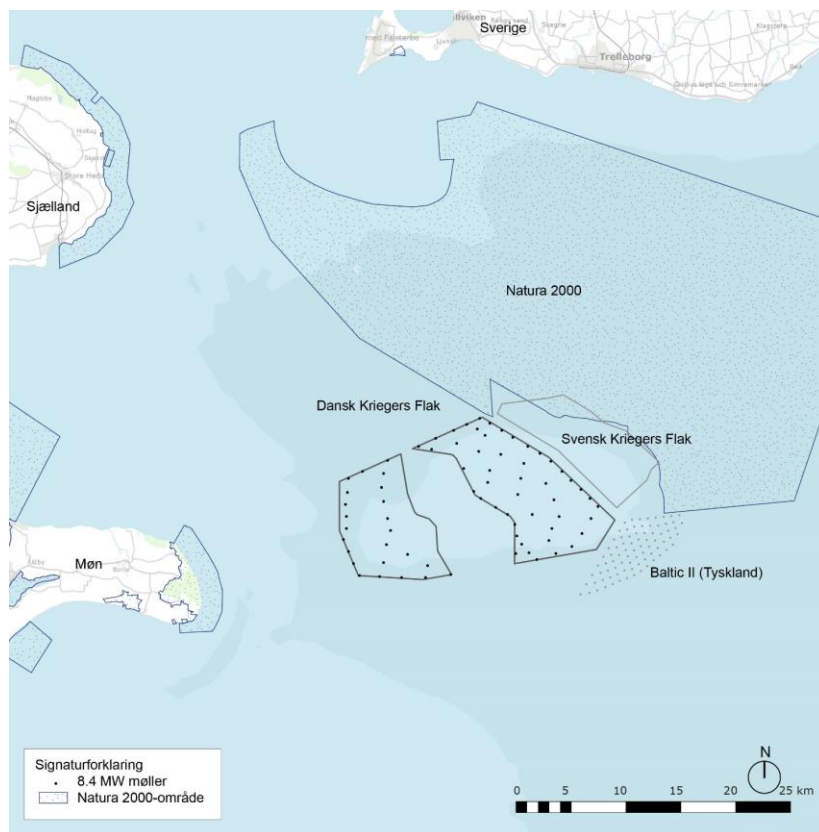 Sverige
Trelleborg
Sjælland
Natura 2000
Dansk Kriegers Flak
Svensk Kriegers Flak
Møn
Baltic II (Tyskland)
Signaturforklaring
8.4 MW møller
Natura 2000-område
N
0 5 10 15 20 25 km